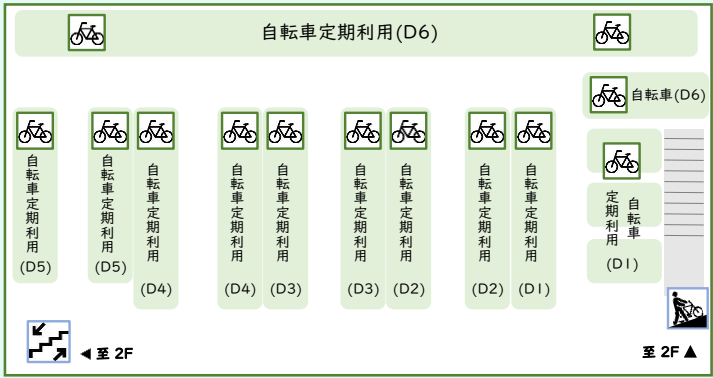 自転車定期利用(D6)
自転車(D6)
自転車定期利用
(D5)
自転車定期利用
(D5)
自転車定期利用
(D4)
自転車定期利用
(D4)
自転車定期利用
(D3)
自転車定期利用
(D3)
自転車定期利用
(D2)
自転車定期利用
(D2)
自転車定期利用
(D1)
自転車
定期利用
(D1)
◀至 2F
至 2F▲